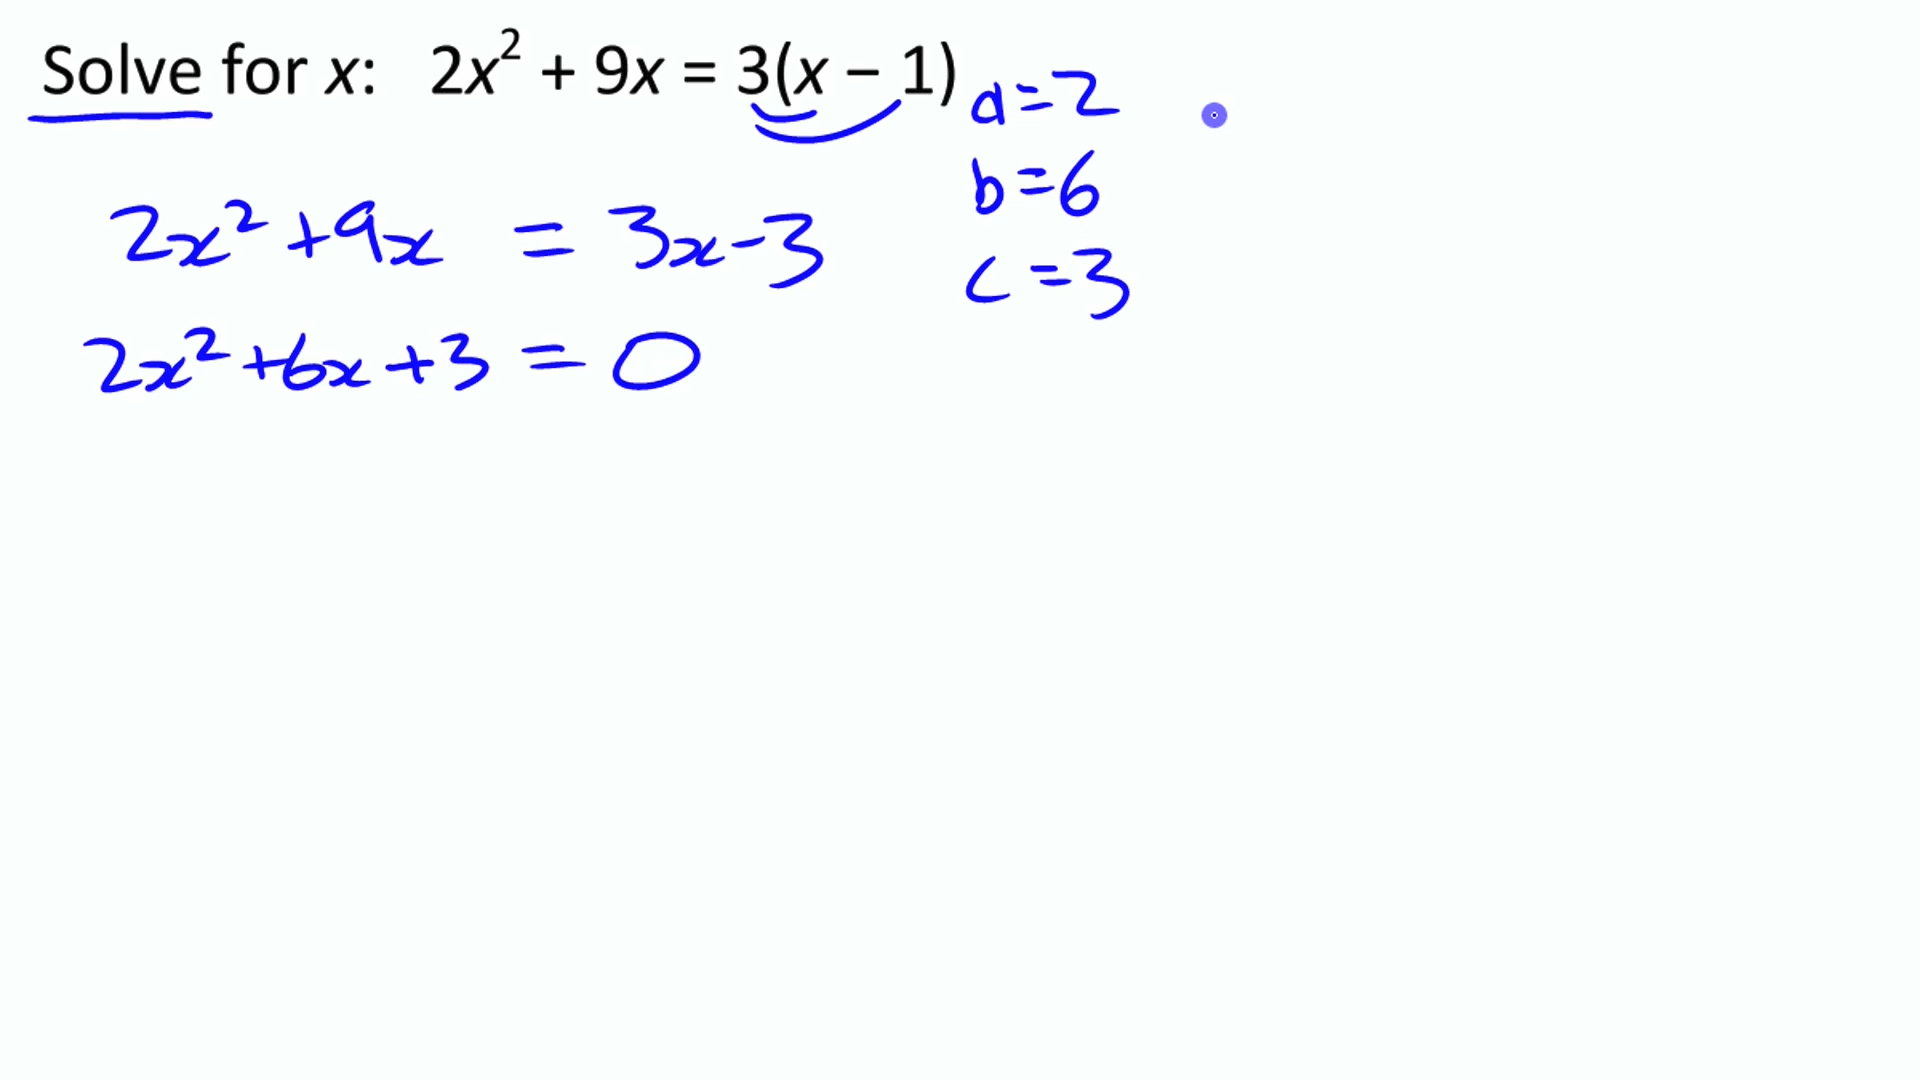 Solve for x: 2x² + 9x = 3(x − 1)
a=2
b=6
c=3
2x²+9x = 3x-3
2x²+6x+3 = 0